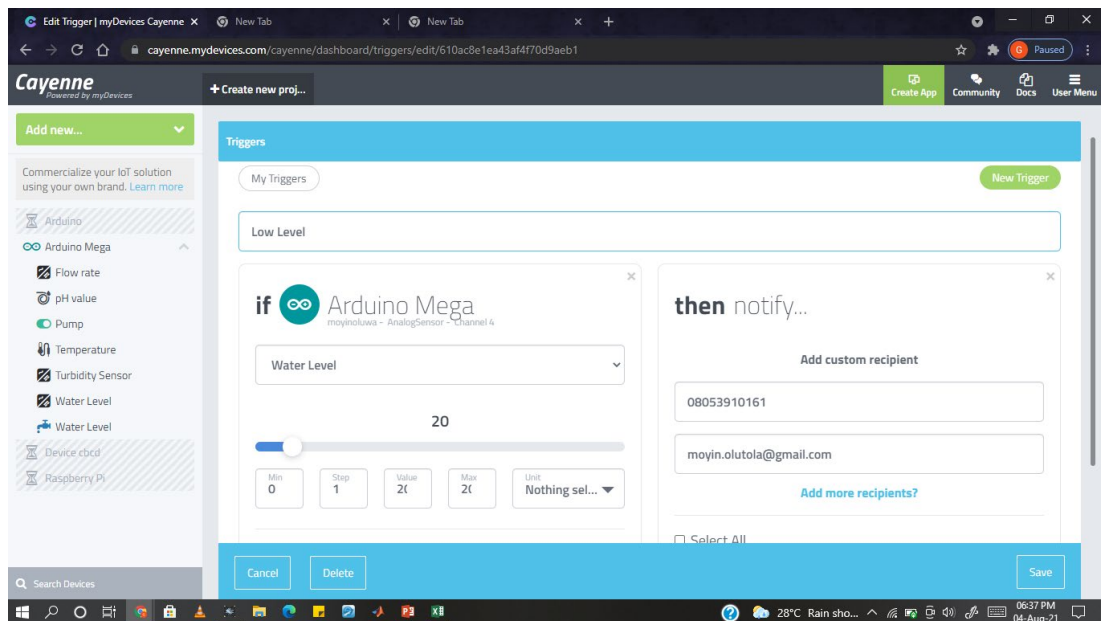 Edit Trigger | myDevices Cayenne
New Tab
New Tab
cayenne.mydevices.com/cayenne/dashboard/triggers/edit/610ac8e1ea43af4f70d9aeb1
G Paused
Cayenne
Powered by myDevices
+ Create new proj...
Create App
Community
Docs
User Menu
Add new...
Commercialize your IoT solution
using your own brand. Learn more
Arduino
Arduino Mega
Flow rate
pH value
Pump
Temperature
Turbidity Sensor
Water Level
Water Level
Device cbcd
Raspberry Pi
Search Devices
Triggers
My Triggers
New Trigger
Low Level
if Arduino Mega
moyinoluwa - AnalogSensor - Channel 4
Water Level
20
Min
0
Step
1
Value
2(
Max
2(
Unit
Nothing sel...
then notify...
Add custom recipient
08053910161
moyin.olutola@gmail.com
Add more recipients?
Select All
Cancel
Delete
Save
28°C Rain sho...
06:37 PM
04-Aug-21